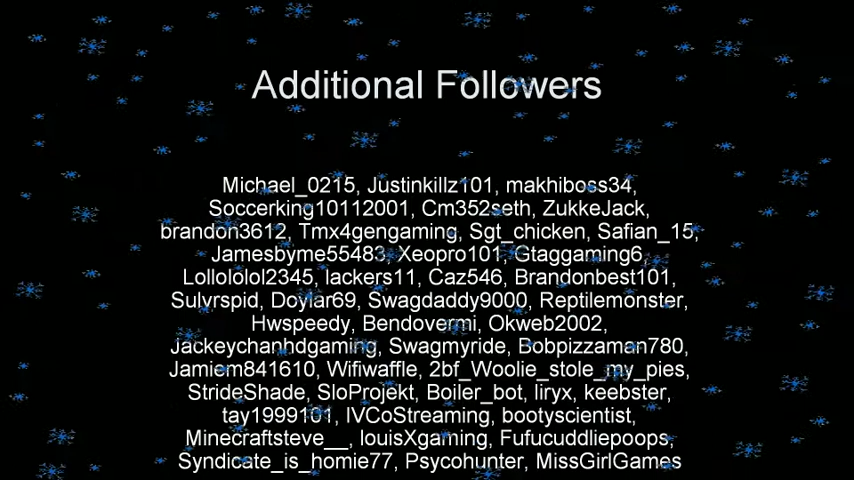 Additional Followers
Michael_0215, Justinkillz101, makhiboss34,
Soccerking10112001, Cm352seth, ZukkeJack,
brandon3612, Tmx4gengaming, Sgt_chicken, Safian_15,
Jamesbyme55483, Xeopro101, Gtaggaming6,
Lollololol2345, lackers11, Caz546, Brandonbest101,
Sulvrspid, Doylar69, Swagdaddy9000, Reptilemonster,
Hwspeedy, Bendovermi, Okweb2002,
Jackeychanhdgaming, Swagmyride, Bobpizzaman780,
Jamiem841610, Wifiwaffle, 2bf_Woolie_stole_my_pies,
StrideShade, SloProjekt, Boiler_bot, liryx, keebster,
tay1999101, IVCoStreaming, bootyscientist,
Minecraftsteve__, louisXgaming, Fufucuddliepoops,
Syndicate_is_homie77, Psycohunter, MissGirlGames